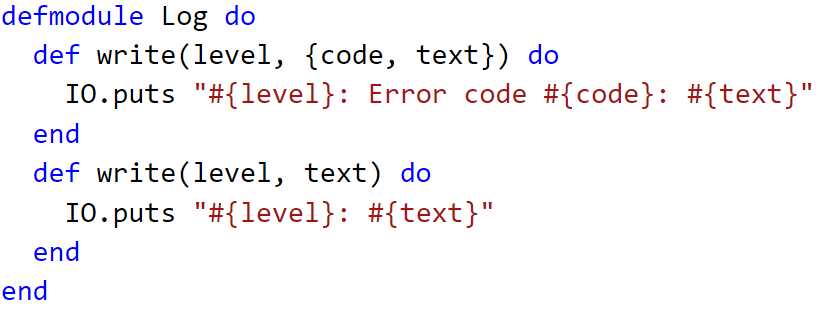 defmodule Log do
  def write(level, {code, text}) do
    IO.puts "#{level}: Error code #{code}: #{text}"
  end
  def write(level, text) do
    IO.puts "#{level}: #{text}"
  end
end